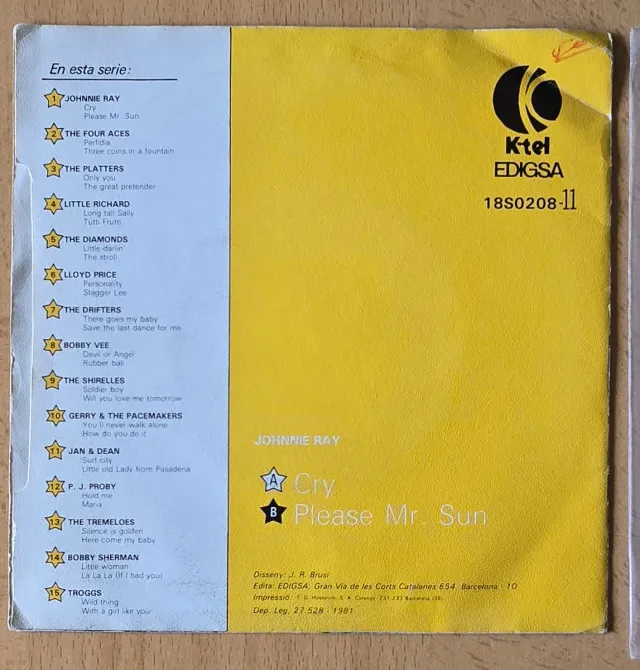 En esta serie:
1 JOHNNIE RAY
Cry
Please Mr. Sun
2 THE FOUR ACES
Perfidia
Three coins in a fountain
3 THE PLATTERS
Only you
The great pretender
4 LITTLE RICHARD
Long tall Sally
Tutti Frutti
5 THE DIAMONDS
Little darlin'
The stroll
6 LLOYD PRICE
Personality
Stagger Lee
7 THE DRIFTERS
There goes my baby
Save the last dance for me
8 BOBBY VEE
Devil or Angel
Rubber ball
9 THE SHIRELLES
Soldier boy
Will you love me tomorrow
10 GERRY & THE PACEMAKERS
You'll never walk alone
How do you do it
11 JAN & DEAN
Surf city
Little old Lady from Pasadena
12 P. J. PROBY
Hold me
Maria
13 THE TREMELOES
Silence is golden
Here come my baby
14 BOBBY SHERMAN
Little woman
La La La (If I had you)
15 TROGGS
Wild thing
With a girl like you
K
K-tel
EDIGSA
18S0208-11
JOHNNIE RAY
A Cry
B Please Mr. Sun
Disseny: J. R. Brusi
Edita: EDIGSA, Gran Via de les Corts Catalanes 654. Barcelona - 10
Impressió: T. G. S. A. 231-233 Barcelona
Dep. Leg. 27.528 - 1981